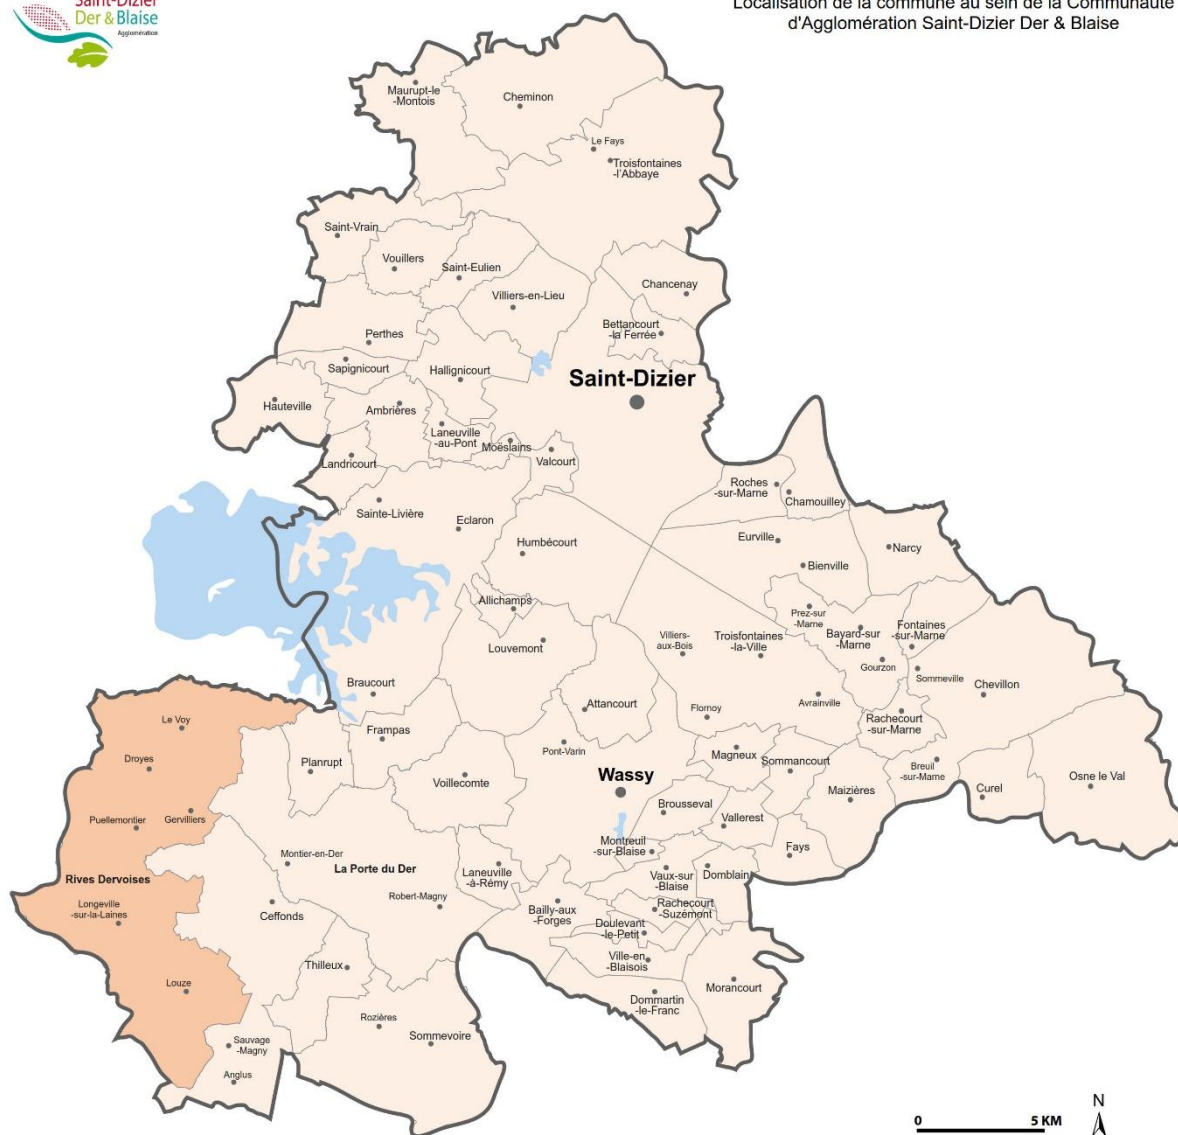 Saint-Dizier
Der & Blaise
Agglomération
Localisation de la commune au sein de la Communauté
d'Agglomération Saint-Dizier Der & Blaise
Maurupt-le
-Montois
Cheminon
Le Fays
Troisfontaines
-l'Abbaye
Saint-Vrain
Vouillers
Saint-Eulien
Villiers-en-Lieu
Chancenay
Bettancourt
-la Ferrée
Perthes
Sapignicourt
Hallignicourt
Saint-Dizier
Hauteville
Ambrières
Laneuville
-au-Pont
Moëslains
Valcourt
Landricourt
Roches
-sur-Marne
Chamouilley
Sainte-Livière
Eclaron
Humbécourt
Eurville
Bienville
Narcy
Allichamps
Louvemont
Villiers-
aux-Bois
Troisfontaines
-la-Ville
Prez-sur
-Marne
Bayard-sur
-Marne
Gourzon
Fontaines
-sur-Marne
Sommeville
Chevillon
Braucourt
Attancourt
Flornoy
Avrainville
Rachecourt
-sur-Marne
Le Voy
Droyes
Frampas
Planrupt
Pont-Varin
Voillecomte
Wassy
Magneux
Sommancourt
Breuil
-sur-Marne
Curel
Osne le Val
Maizières
Puellemontier
Gervilliers
Brousseval
Vallerest
Montreuil
-sur-Blaise
Fays
Montier-en-Der
La Porte du Der
Laneuville
-à-Rémy
Vaux-sur
-Blaise
Domblain
Rives Dervoises
Robert-Magny
Longeville
-sur-la-Laines
Ceffonds
Bailly-aux
-Forges
Rachecourt
-Suzémont
Doulevant
-le-Petit
Ville-en
-Blaisois
Thilleux
Louze
Morancourt
Dommartin
-le-Franc
Rozières
Sommevoire
Sauvage
-Magny
Anglus
0
5 KM
N